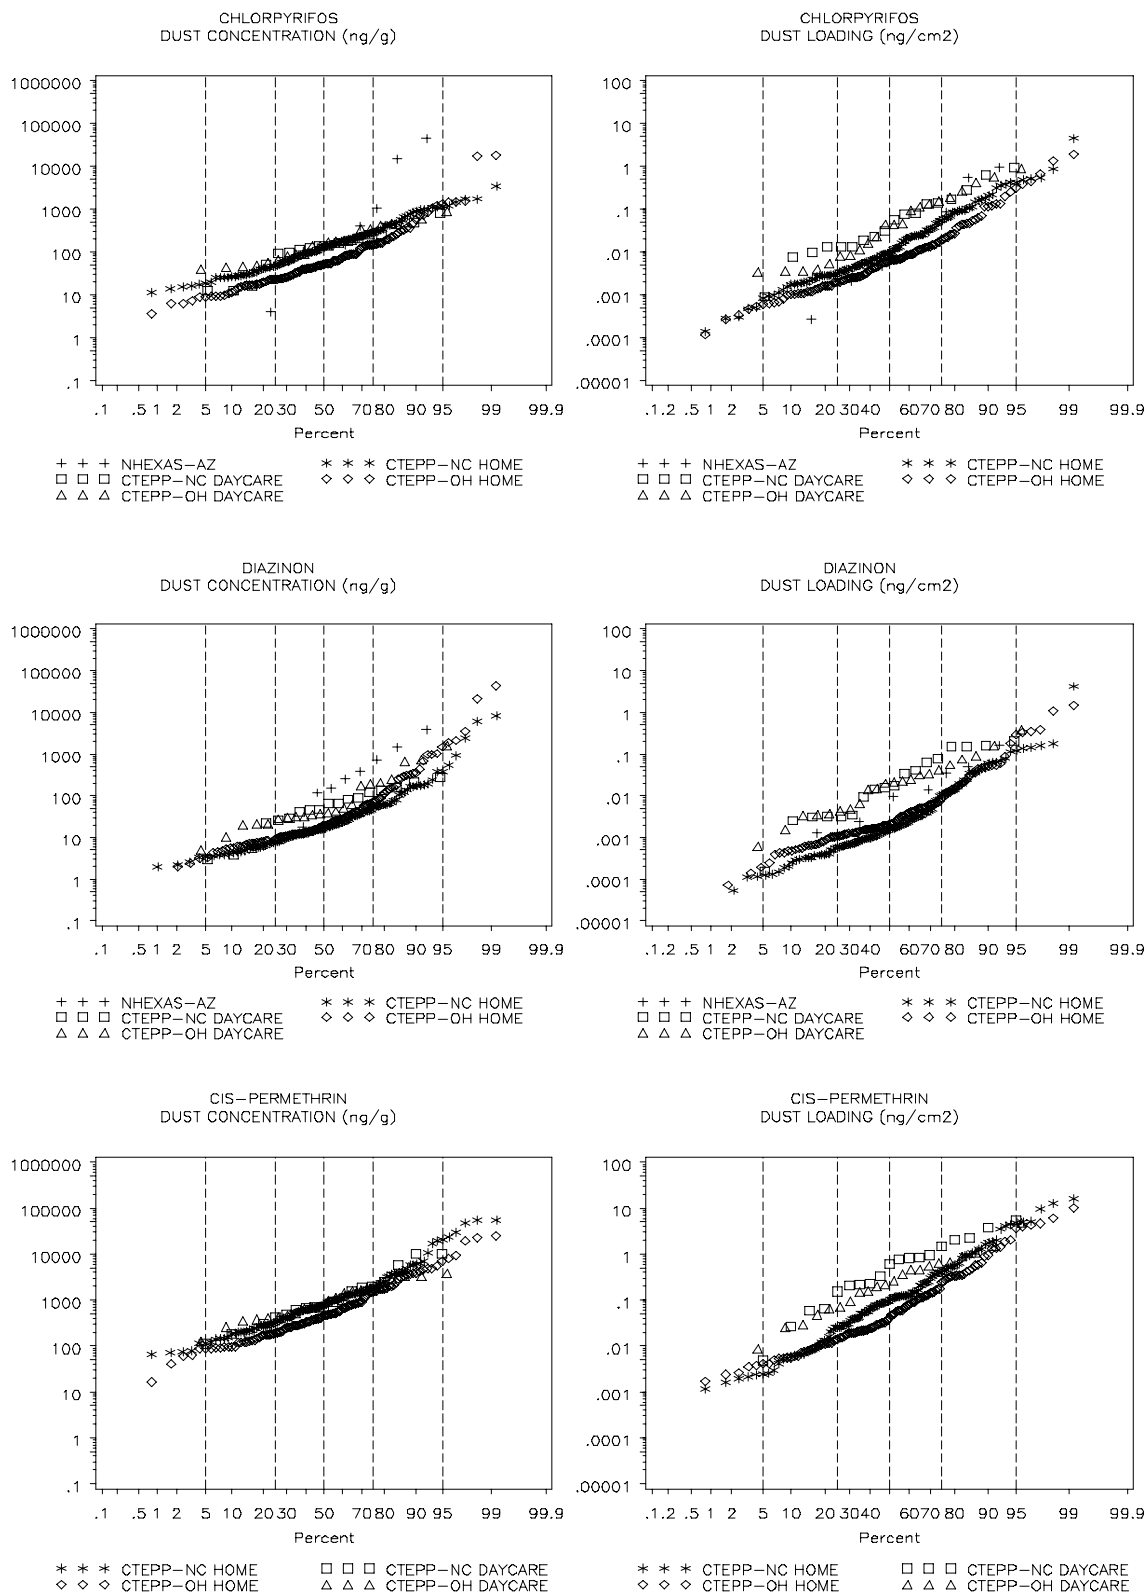 CHLORPYRIFOS
DUST CONCENTRATION (ng/g)
1000000
100000
10000
1000
100
10
1
.1
.1 .5 1 2 5 10 20 30 50 70 80 90 95 99 99.9
Percent
+ + + NHEXAS-AZ * * * CTEPP-NC HOME
□ □ □ CTEPP-NC DAYCARE ◇ ◇ ◇ CTEPP-OH HOME
△ △ △ CTEPP-OH DAYCARE
CHLORPYRIFOS
DUST LOADING (ng/cm2)
100
10
1
.1
.01
.001
.0001
.00001
.1 .2 .5 1 2 5 10 20 30 40 60 70 80 90 95 99 99.9
Percent
+ + + NHEXAS-AZ * * * CTEPP-NC HOME
□ □ □ CTEPP-NC DAYCARE ◇ ◇ ◇ CTEPP-OH HOME
△ △ △ CTEPP-OH DAYCARE
DIAZINON
DUST CONCENTRATION (ng/g)
1000000
100000
10000
1000
100
10
1
.1
.1 .5 1 2 5 10 20 30 50 70 80 90 95 99 99.9
Percent
+ + + NHEXAS-AZ * * * CTEPP-NC HOME
□ □ □ CTEPP-NC DAYCARE ◇ ◇ ◇ CTEPP-OH HOME
△ △ △ CTEPP-OH DAYCARE
DIAZINON
DUST LOADING (ng/cm2)
100
10
1
.1
.01
.001
.0001
.00001
.1 .2 .5 1 2 5 10 20 30 40 60 70 80 90 95 99 99.9
Percent
+ + + NHEXAS-AZ * * * CTEPP-NC HOME
□ □ □ CTEPP-NC DAYCARE ◇ ◇ ◇ CTEPP-OH HOME
△ △ △ CTEPP-OH DAYCARE
CIS-PERMETHRIN
DUST CONCENTRATION (ng/g)
1000000
100000
10000
1000
100
10
1
.1
.1 .5 1 2 5 10 20 30 50 70 80 90 95 99 99.9
Percent
* * * CTEPP-NC HOME □ □ □ CTEPP-NC DAYCARE
◇ ◇ ◇ CTEPP-OH HOME △ △ △ CTEPP-OH DAYCARE
CIS-PERMETHRIN
DUST LOADING (ng/cm2)
100
10
1
.1
.01
.001
.0001
.00001
.1 .2 .5 1 2 5 10 20 30 40 60 70 80 90 95 99 99.9
Percent
* * * CTEPP-NC HOME □ □ □ CTEPP-NC DAYCARE
◇ ◇ ◇ CTEPP-OH HOME △ △ △ CTEPP-OH DAYCARE